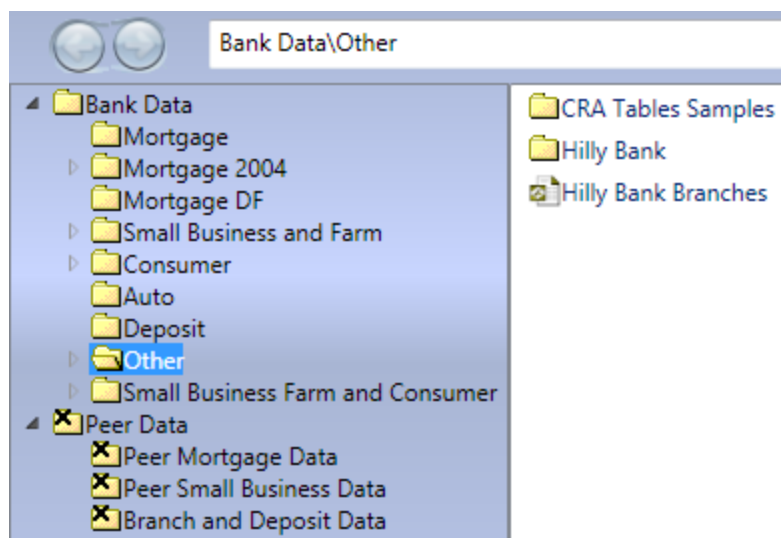 Bank Data\Other
Bank Data
Mortgage
Mortgage 2004
Mortgage DF
Small Business and Farm
Consumer
Auto
Deposit
Other
Small Business Farm and Consumer
Peer Data
Peer Mortgage Data
Peer Small Business Data
Branch and Deposit Data
CRA Tables Samples
Hilly Bank
Hilly Bank Branches